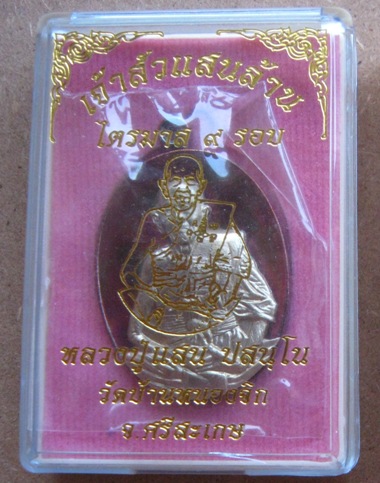 เจ้าสัวแสนล้าน
ไตรมาส ๙ รอบ
หลวงปู่แสน ปสนฺโน
วัดบ้านหนองจิก
จ.ศรีสะเกษ